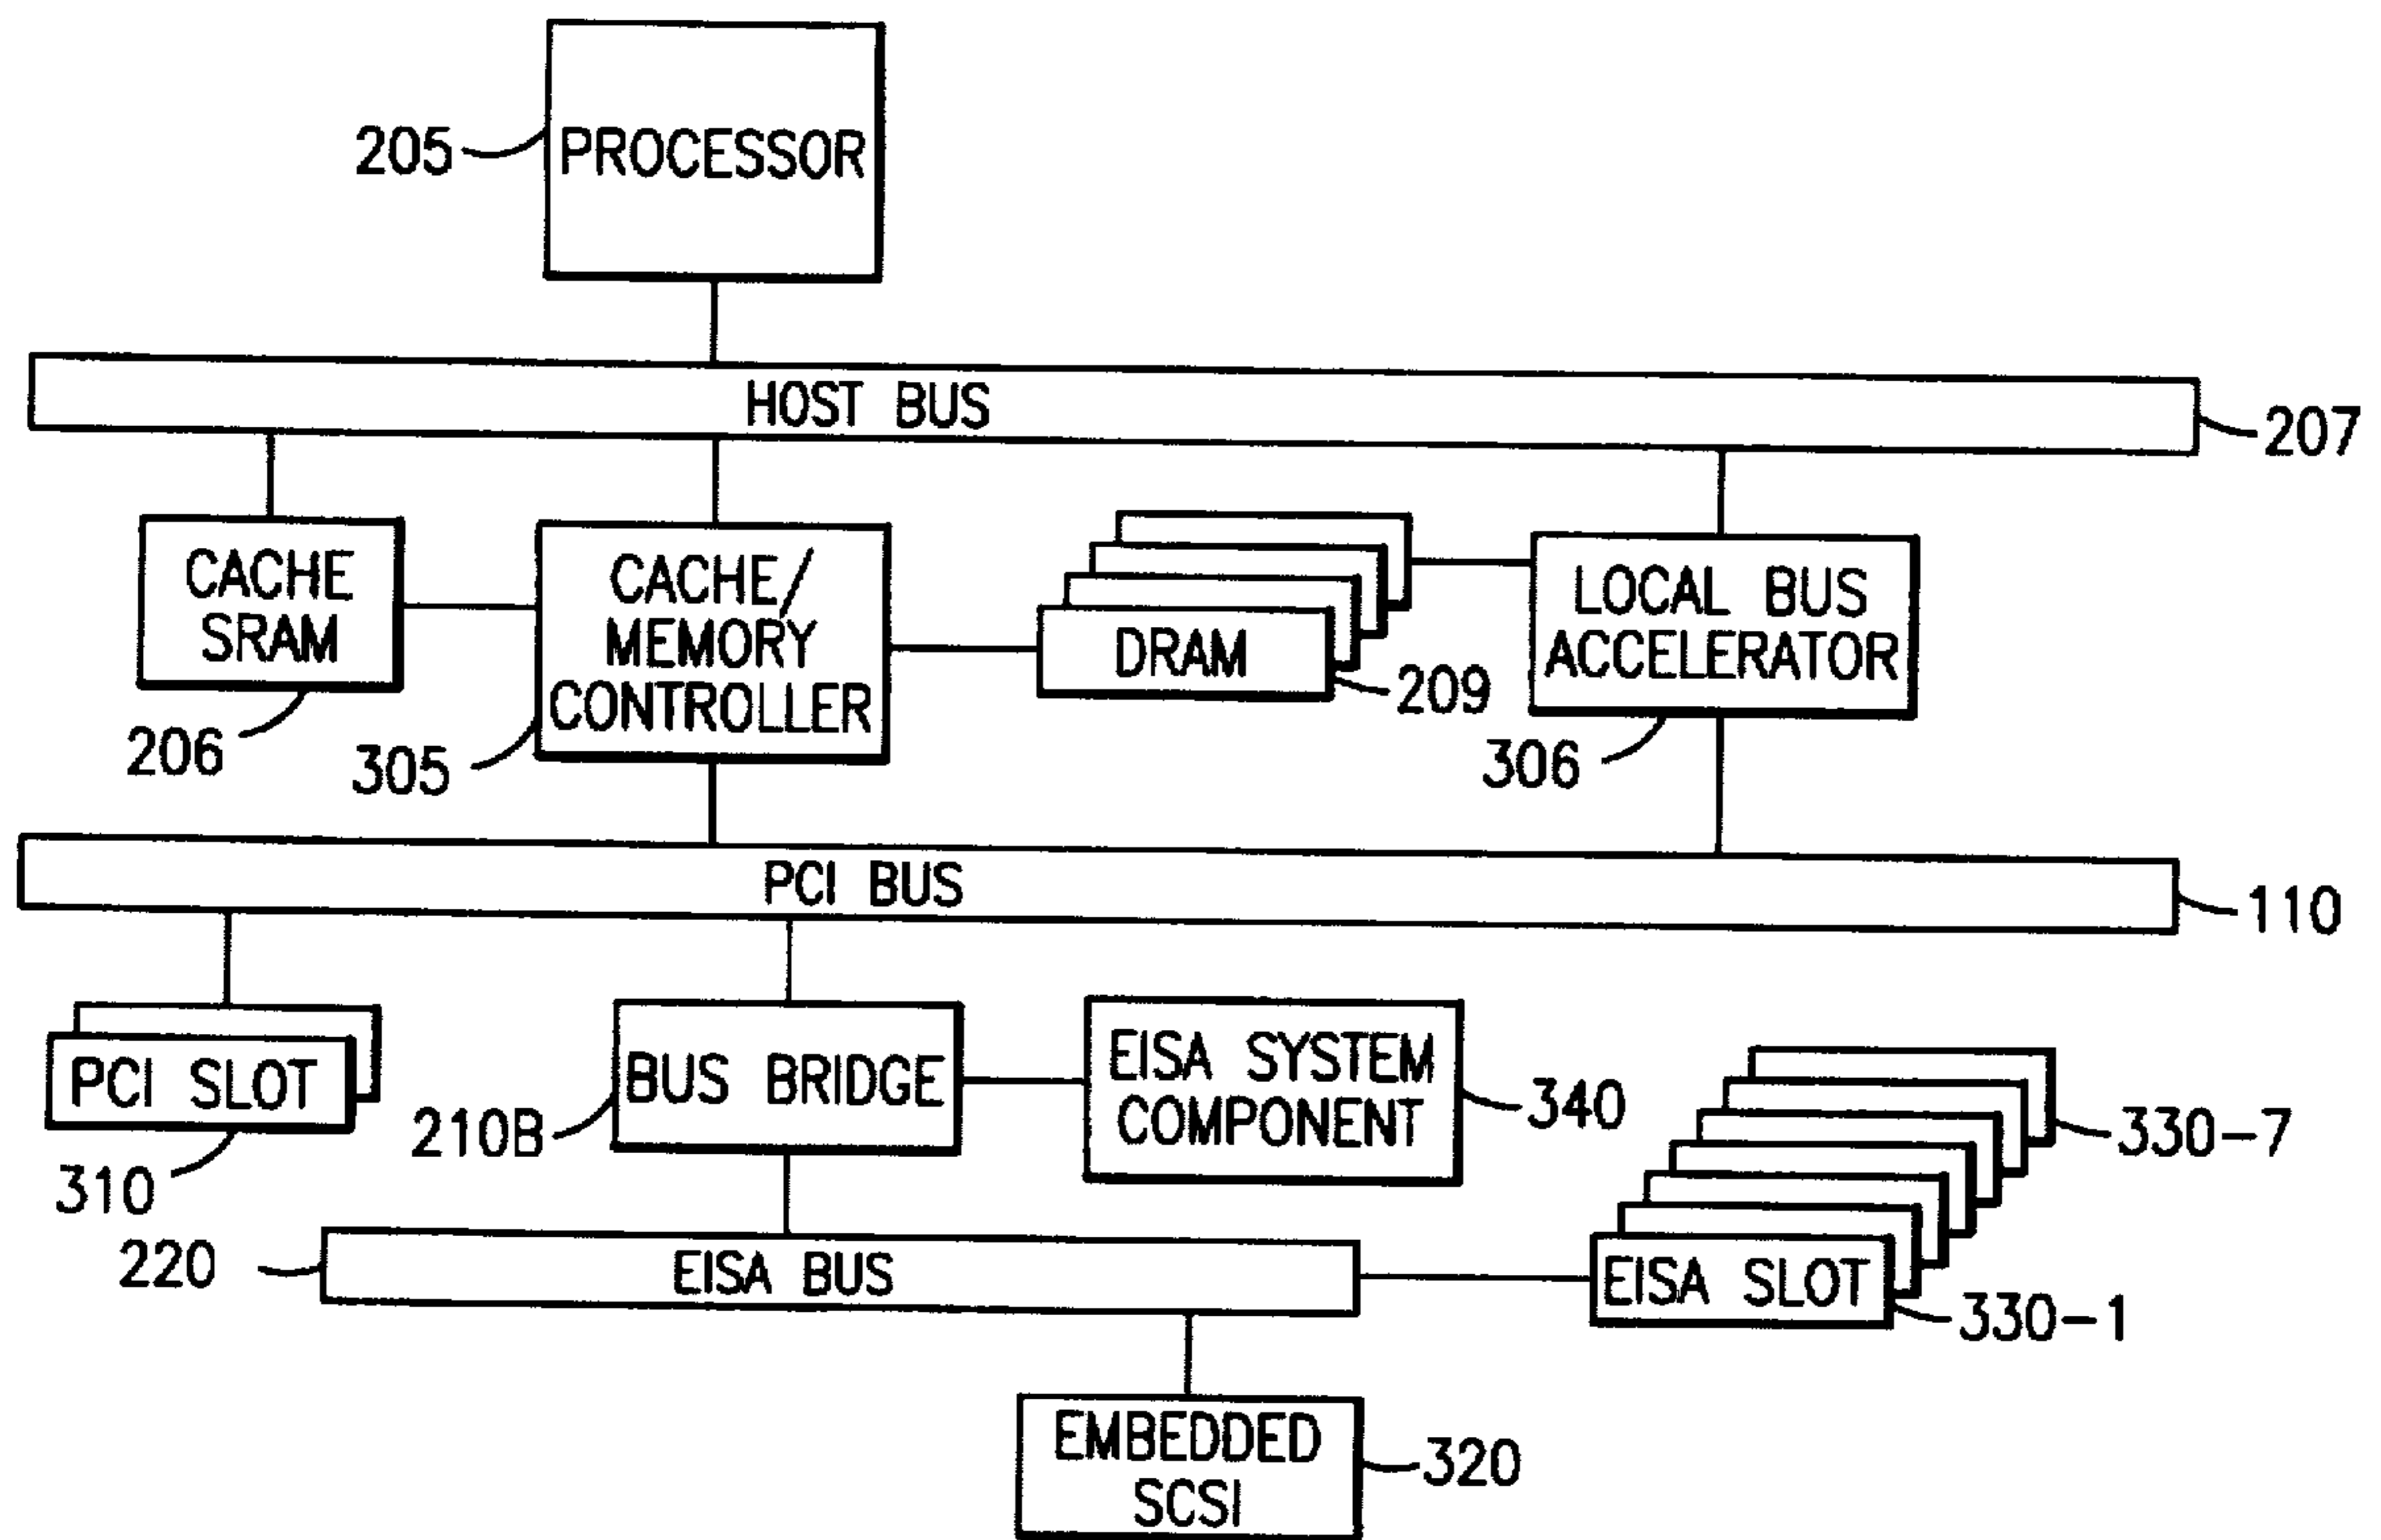 PROCESSOR
205
HOST BUS
207
CACHE
SRAM
206
CACHE/
MEMORY
CONTROLLER
305
DRAM
209
LOCAL BUS
ACCELERATOR
306
PCI BUS
110
PCI SLOT
310
BUS BRIDGE
210B
EISA SYSTEM
COMPONENT
340
330-7
EISA SLOT
330-1
220
EISA BUS
EMBEDDED
SCSI
320